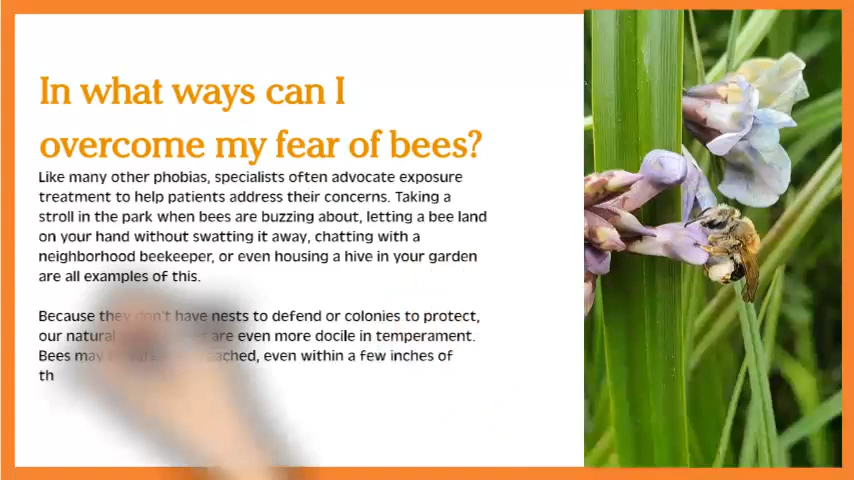 In what ways can I
overcome my fear of bees?
Like many other phobias, specialists often advocate exposure
treatment to help patients address their concerns. Taking a
stroll in the park when bees are buzzing about, letting a bee land
on your hand without swatting it away, chatting with a
neighborhood beekeeper, or even housing a hive in your garden
are all examples of this.
Because they don't have nests to defend or colonies to protect,
our natural are even more docile in temperament.
Bees may even within a few inches of
th